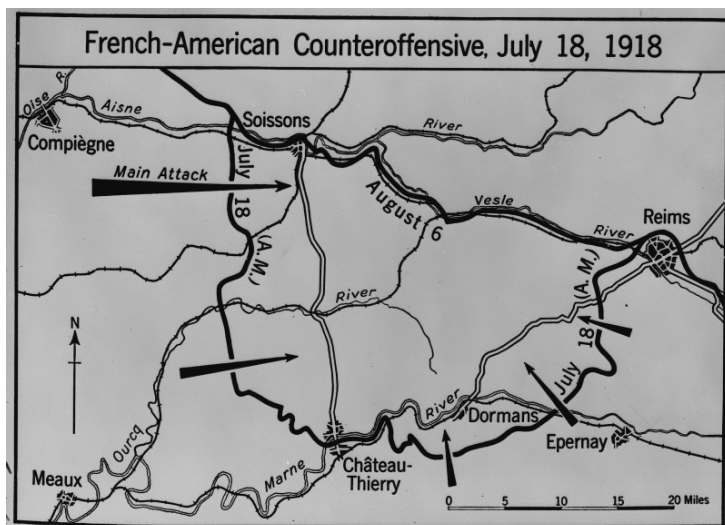 French-American Counteroffensive, July 18, 1918
Oise R.
Aisne
Soissons
River
Compiègne
Main Attack
July 18 (A.M.)
August 6
Vesle
River
Reims
July 18 (A.M.)
River
N
River
Dormans
Epernay
Ourcq
Marne
Château-
Thierry
Meaux
0 5 10 15 20 Miles